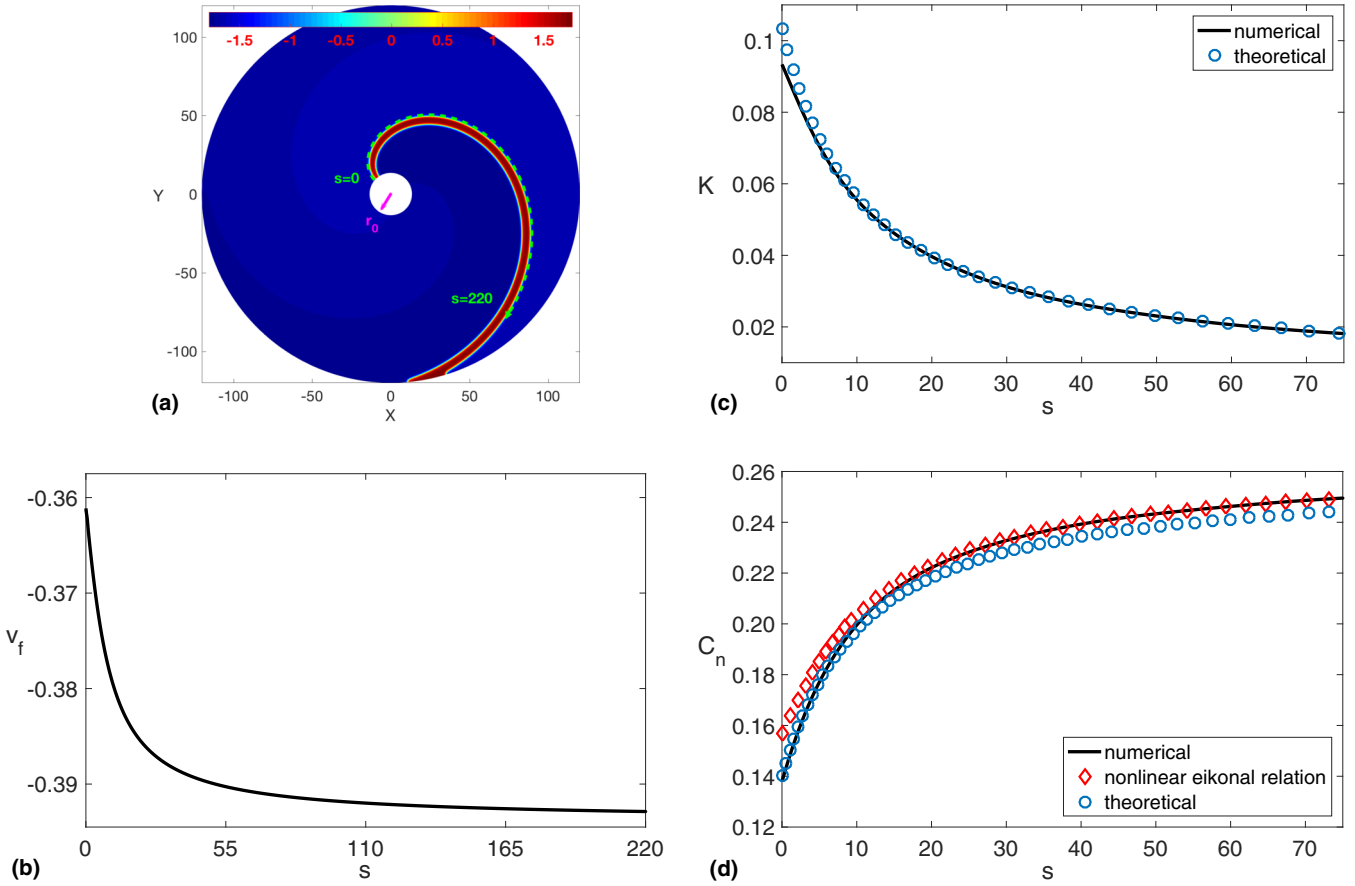 -1.5 -1 -0.5 0 0.5 1 1.5
100
50
Y 0
-50
-100
s=0
r0
s=220
-100 -50 0 50 100
X
(a)
-0.36
-0.37
vf
-0.38
-0.39
0 55 110 165 220
s
(b)
numerical
theoretical
0.1
0.08
K 0.06
0.04
0.02
0 10 20 30 40 50 60 70
s
(c)
0.26
0.24
0.22
0.20
Cn
0.18
0.16
0.14
0.12
numerical
nonlinear eikonal relation
theoretical
0 10 20 30 40 50 60 70
s
(d)